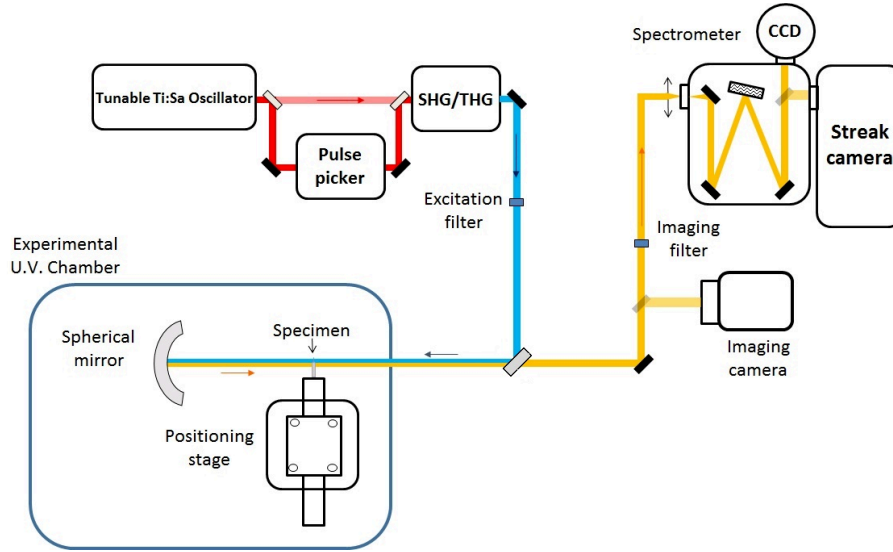 Spectrometer
CCD
Tunable Ti:Sa Oscillator
SHG/THG
Pulse
picker
Streak
camera
Excitation
filter
Imaging
filter
Experimental
U.V. Chamber
Spherical
mirror
Specimen
Imaging
camera
Positioning
stage